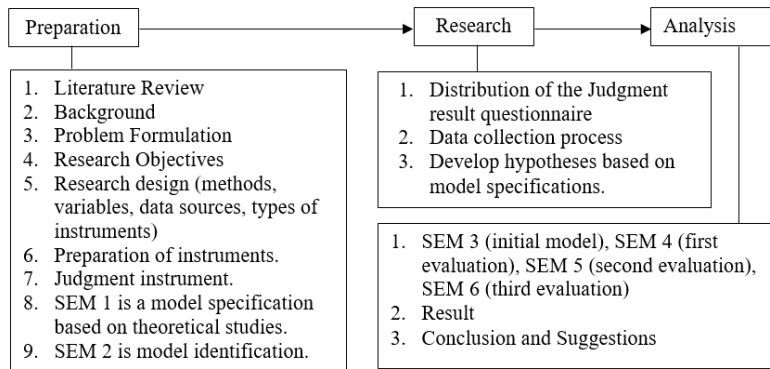 Preparation
Research
Analysis
1. Literature Review
2. Background
3. Problem Formulation
4. Research Objectives
5. Research design (methods,
variables, data sources, types of
instruments)
6. Preparation of instruments.
7. Judgment instrument.
8. SEM 1 is a model specification
based on theoretical studies.
9. SEM 2 is model identification.
1. Distribution of the Judgment
result questionnaire
2. Data collection process
3. Develop hypotheses based on
model specifications.
1. SEM 3 (initial model), SEM 4 (first
evaluation), SEM 5 (second evaluation),
SEM 6 (third evaluation)
2. Result
3. Conclusion and Suggestions